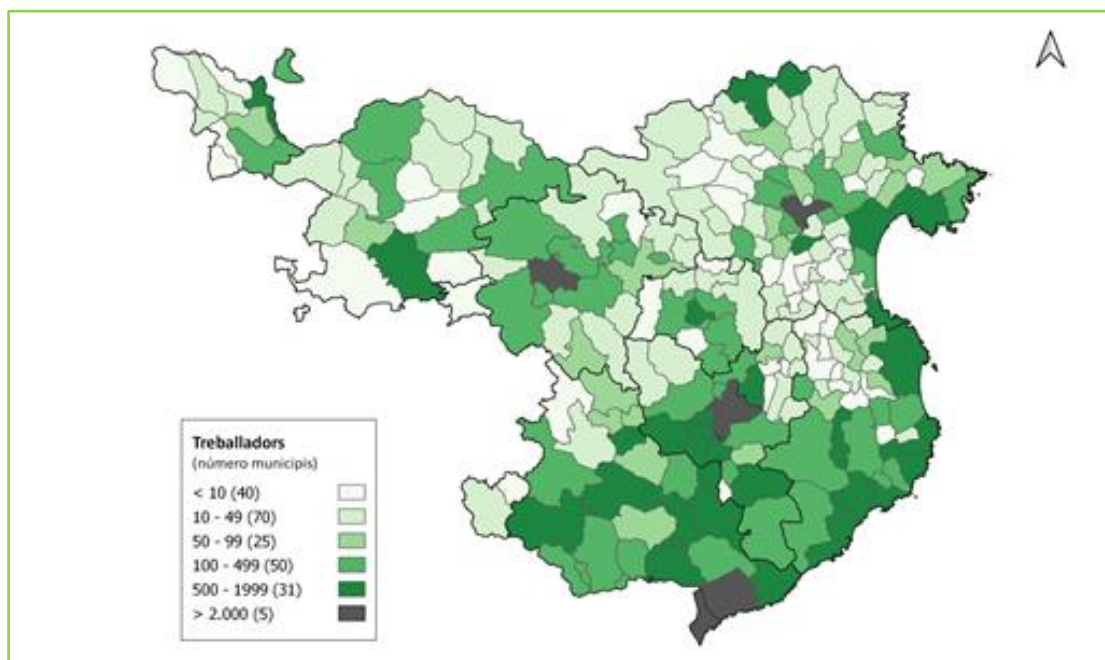 Treballadors
(número municipis)
< 10 (40)
10 - 49 (70)
50 - 99 (25)
100 - 499 (50)
500 - 1999 (31)
> 2.000 (5)